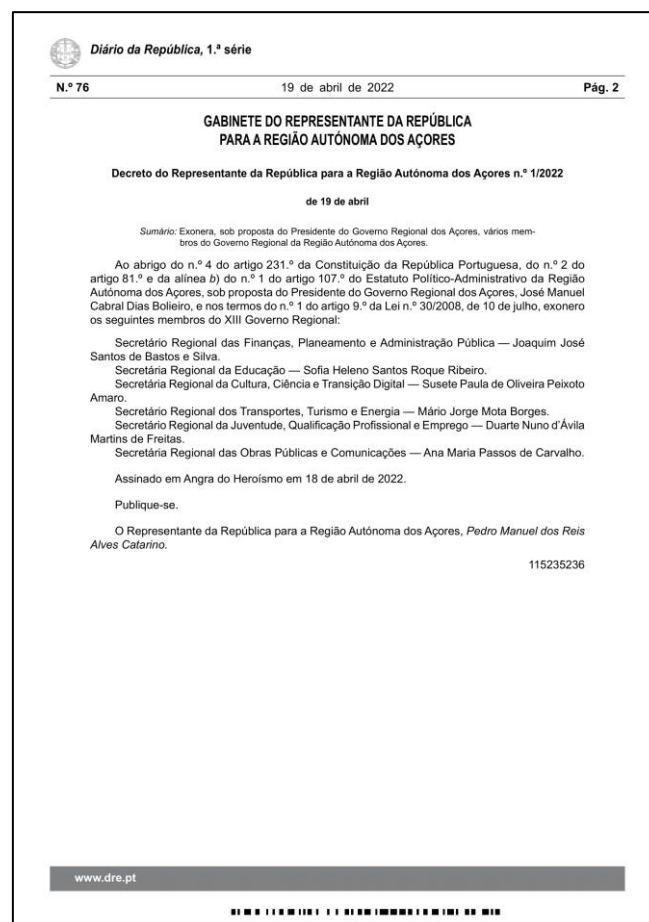 Diário da República, 1.ª série
N.º 76 19 de abril de 2022 Pág. 2
GABINETE DO REPRESENTANTE DA REPÚBLICA
PARA A REGIÃO AUTÓNOMA DOS AÇORES
Decreto do Representante da República para a Região Autónoma dos Açores n.º 1/2022
de 19 de abril
Sumário: Exonera, sob proposta do Presidente do Governo Regional dos Açores, vários mem-
bros do Governo Regional da Região Autónoma dos Açores.
Ao abrigo do n.º 4 do artigo 231.º da Constituição da República Portuguesa, do n.º 2 do
artigo 81.º e da alínea b) do n.º 1 do artigo 107.º do Estatuto Político-Administrativo da Região
Autónoma dos Açores, sob proposta do Presidente do Governo Regional dos Açores, José Manuel
Cabral Dias Bolieiro, e nos termos do n.º 1 do artigo 9.º da Lei n.º 30/2008, de 10 de julho, exonero
os seguintes membros do XIII Governo Regional:
Secretário Regional das Finanças, Planeamento e Administração Pública — Joaquim José
Santos de Bastos e Silva.
Secretária Regional da Educação — Sofia Heleno Santos Roque Ribeiro.
Secretária Regional da Cultura, Ciência e Transição Digital — Susete Paula de Oliveira Peixoto
Amaro.
Secretário Regional dos Transportes, Turismo e Energia — Mário Jorge Mota Borges.
Secretário Regional da Juventude, Qualificação Profissional e Emprego — Duarte Nuno d’Ávila
Martins de Freitas.
Secretária Regional das Obras Públicas e Comunicações — Ana Maria Passos de Carvalho.
Assinado em Angra do Heroísmo em 18 de abril de 2022.
Publique-se.
O Representante da República para a Região Autónoma dos Açores, Pedro Manuel dos Reis
Alves Catarino.
115235236
www.dre.pt